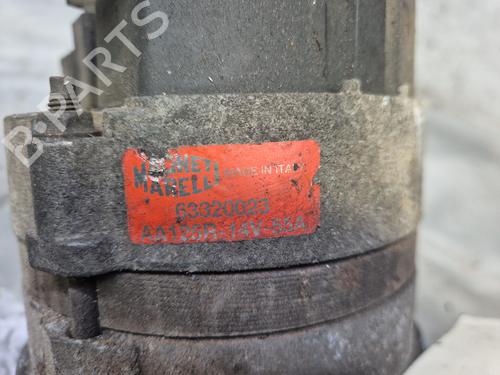 B-PARTS
MAGNETI MADE IN ITALY
MARELLI
63320023
AA125R-14V-55A